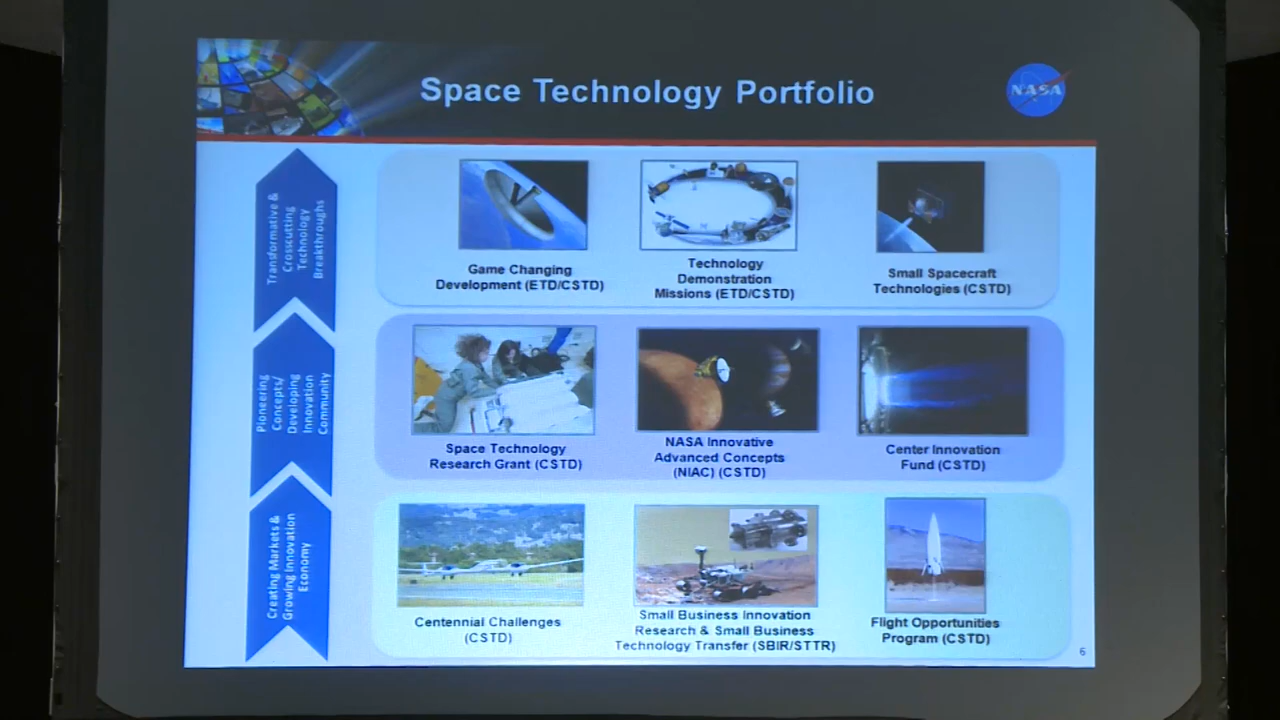 Space Technology Portfolio
NASA
Transformative &
Crosscutting
Technology
Breakthroughs
Game Changing
Development (ETD/CSTD)
Technology
Demonstration
Missions (ETD/CSTD)
Small Spacecraft
Technologies (CSTD)
Pioneering
Concepts/
Developing
Innovation
Community
Space Technology
Research Grant (CSTD)
NASA Innovative
Advanced Concepts
(NIAC) (CSTD)
Center Innovation
Fund (CSTD)
Creating Markets &
Growing Innovation
Economy
Centennial Challenges
(CSTD)
Small Business Innovation
Research & Small Business
Technology Transfer (SBIR/STTR)
Flight Opportunities
Program (CSTD)
6